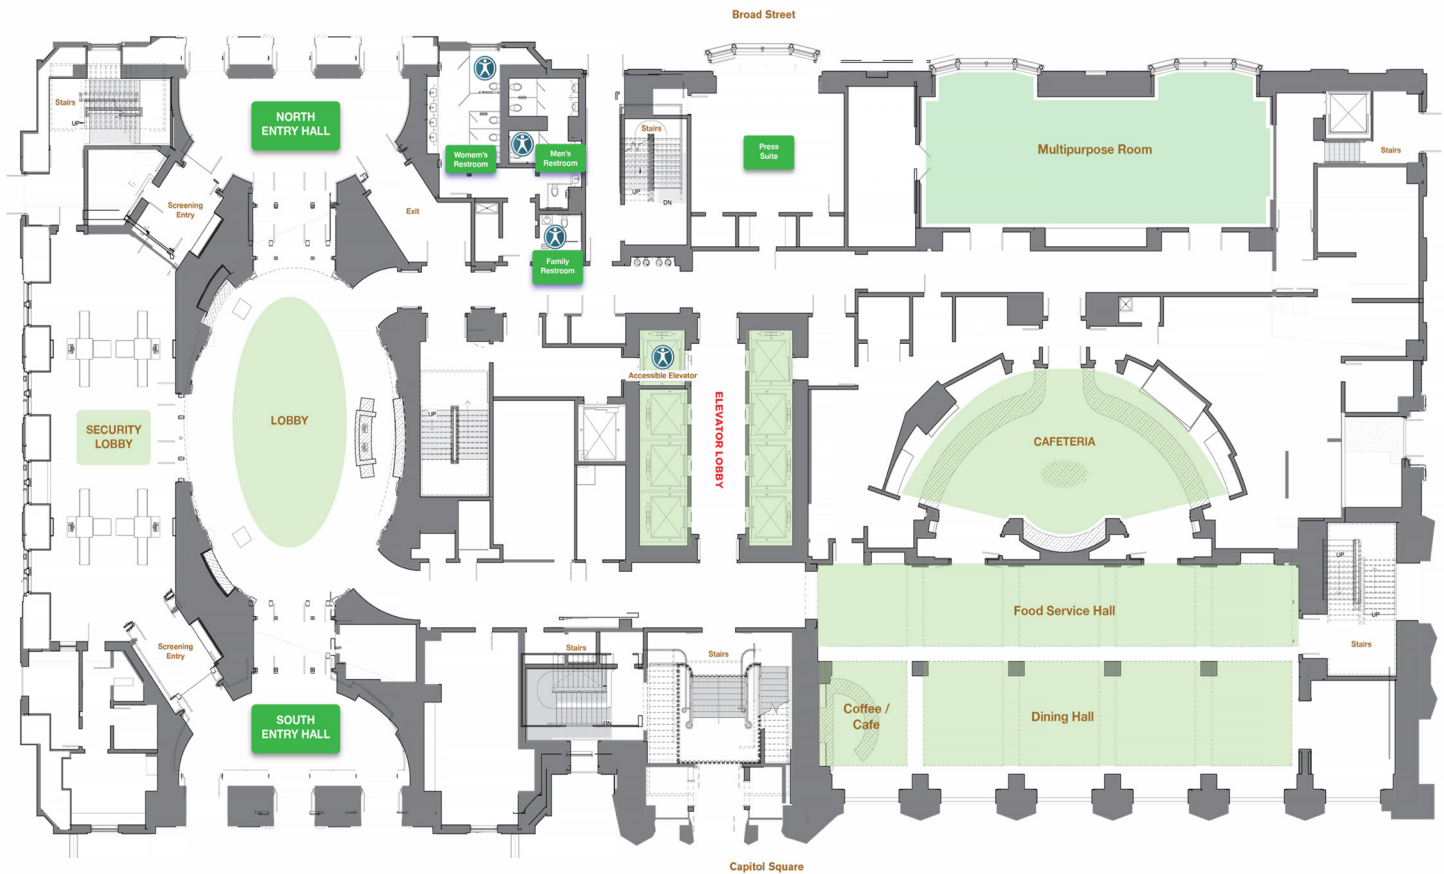 Broad Street
Stairs
UP
NORTH
ENTRY HALL
Women's
Restroom
Men's
Restroom
Stairs
UP
DN
Press
Suite
Multipurpose Room
Stairs
Screening
Entry
Exit
Family
Restroom
Accessible Elevator
ELEVATOR LOBBY
SECURITY
LOBBY
LOBBY
UP
CAFETERIA
Food Service Hall
UP
UP
Stairs
Screening
Entry
Stairs
DN
Stairs
SOUTH
ENTRY HALL
Coffee /
Cafe
Dining Hall
Capitol Square